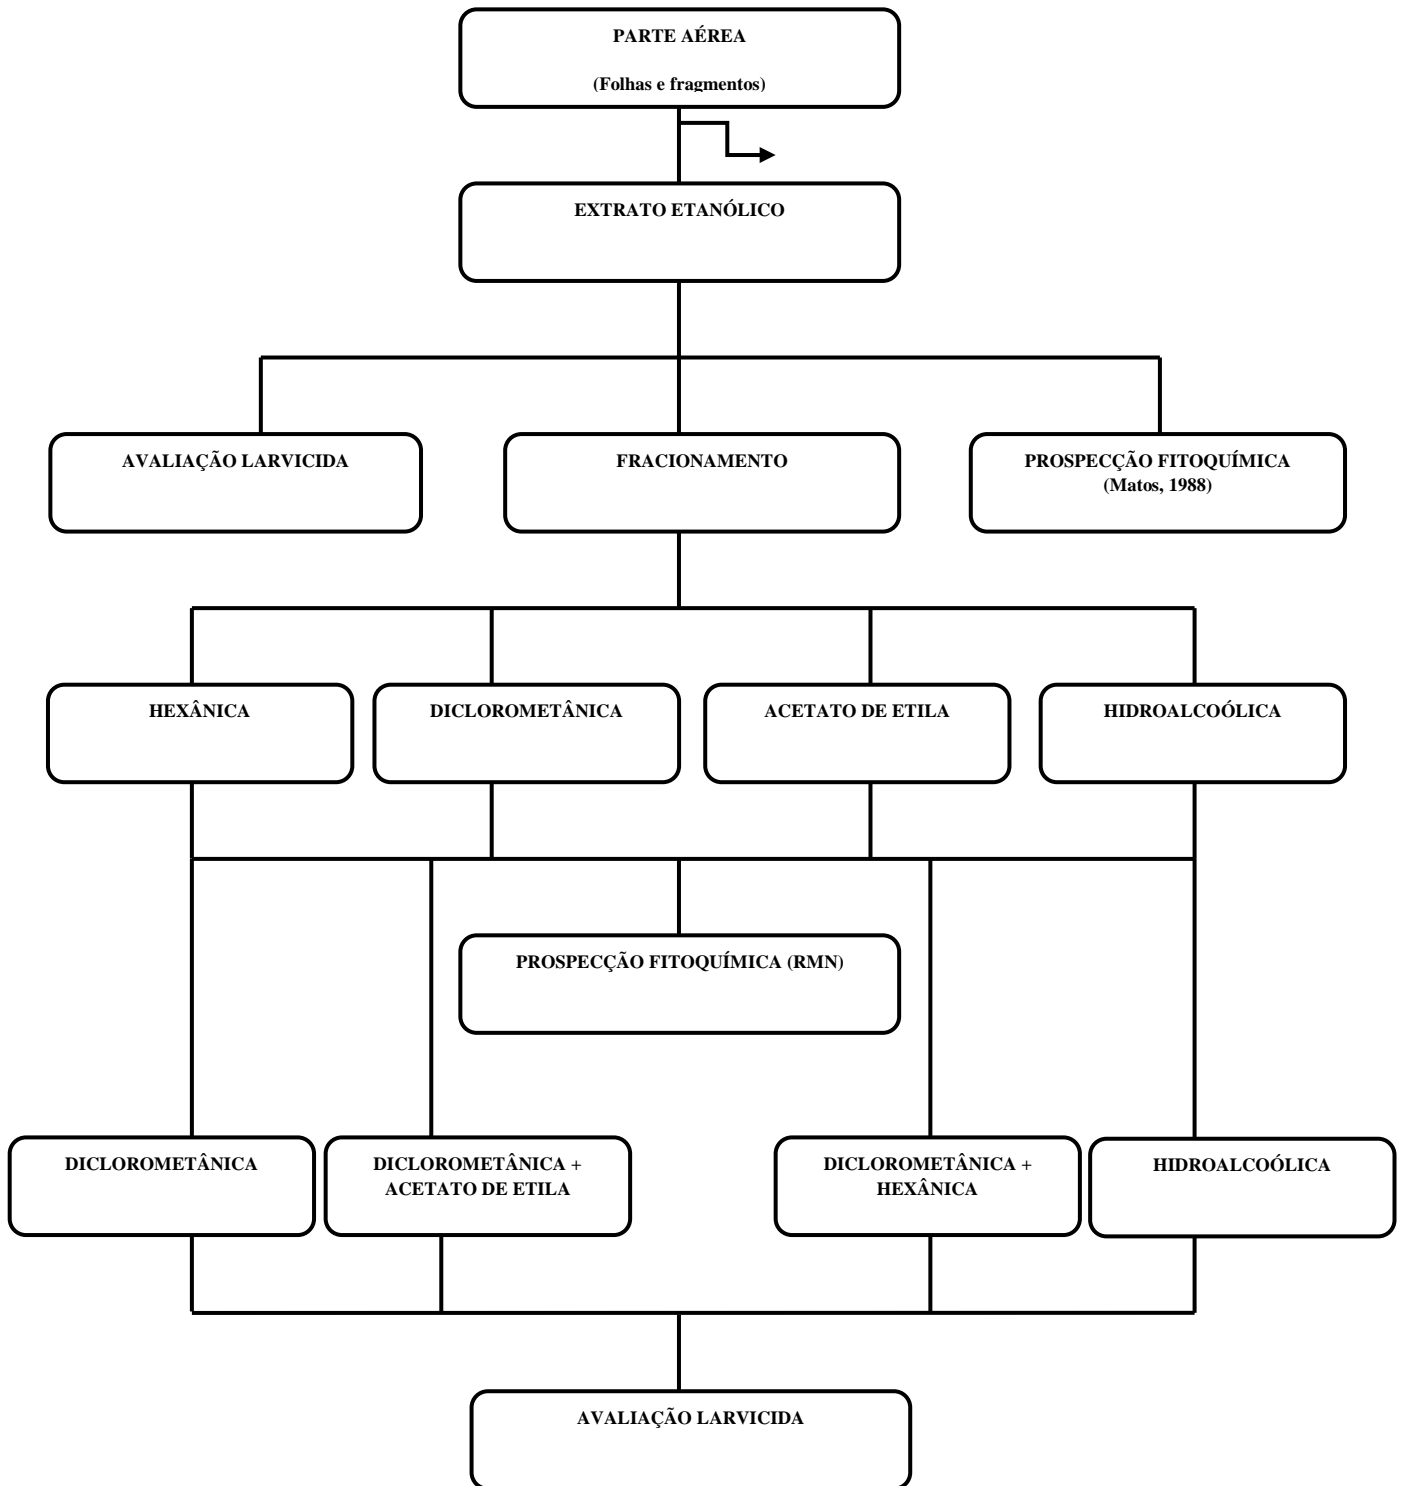 PARTE AÉREA
(Folhas e fragmentos)
EXTRATO ETANÓLICO
AVALIAÇÃO LARVICIDA
FRACIONAMENTO
PROSPECÇÃO FITOQUÍMICA
(Matos, 1988)
HEXÂNICA
DICLOROMETÂNICA
ACETATO DE ETILA
HIDROALCOÓLICA
PROSPECÇÃO FITOQUÍMICA (RMN)
DICLOROMETÂNICA
DICLOROMETÂNICA +
ACETATO DE ETILA
DICLOROMETÂNICA +
HEXÂNICA
HIDROALCOÓLICA
AVALIAÇÃO LARVICIDA